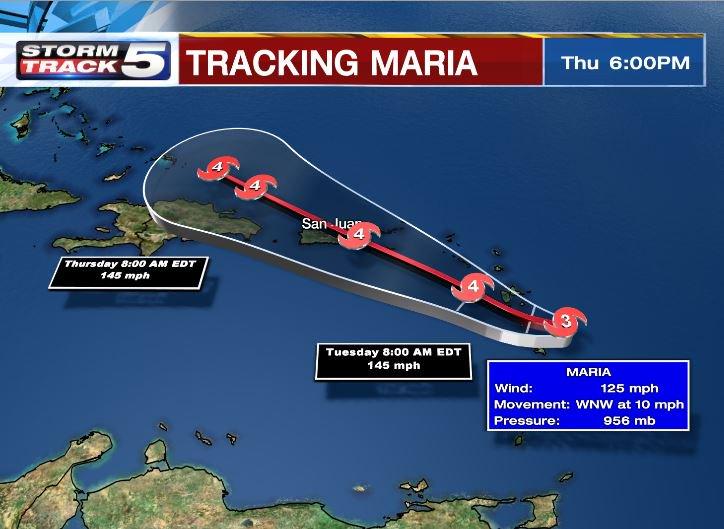 STORM
TRACK 5
TRACKING MARIA
Thu 6:00PM
4
4
San Juan
4
Thursday 8:00 AM EDT
145 mph
4
3
Tuesday 8:00 AM EDT
145 mph
MARIA
Wind: 125 mph
Movement: WNW at 10 mph
Pressure: 956 mb